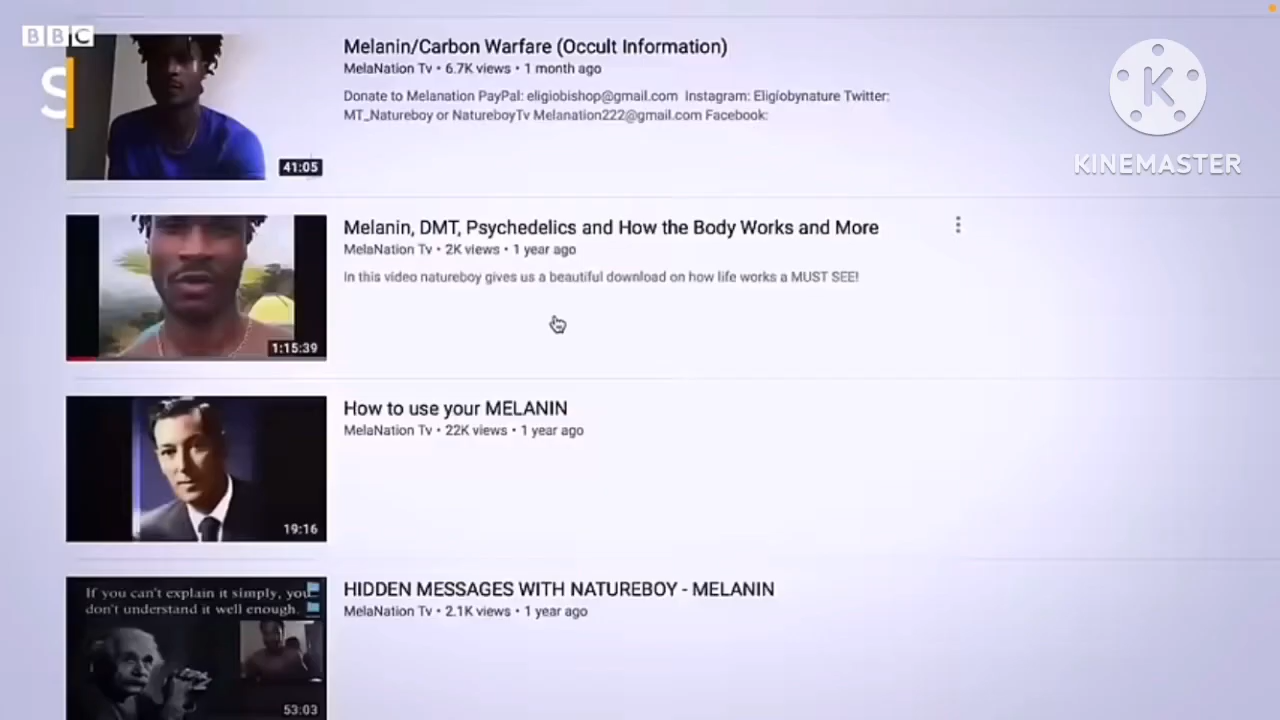 BBC
S
Melanin/Carbon Warfare (Occult Information)
MelaNation Tv • 6.7K views • 1 month ago
Donate to Melanation PayPal: eligiobishop@gmail.com Instagram: Eligiobynature Twitter:
MT_Natureboy or NatureboyTv Melanation222@gmail.com Facebook:
41:05
K
KINEMASTER
Melanin, DMT, Psychedelics and How the Body Works and More
MelaNation Tv • 2K views • 1 year ago
In this video natureboy gives us a beautiful download on how life works a MUST SEE!
1:15:39
How to use your MELANIN
MelaNation Tv • 22K views • 1 year ago
19:16
If you can't explain it simply, you
don't understand it well enough.
HIDDEN MESSAGES WITH NATUREBOY - MELANIN
MelaNation Tv • 2.1K views • 1 year ago
53:03